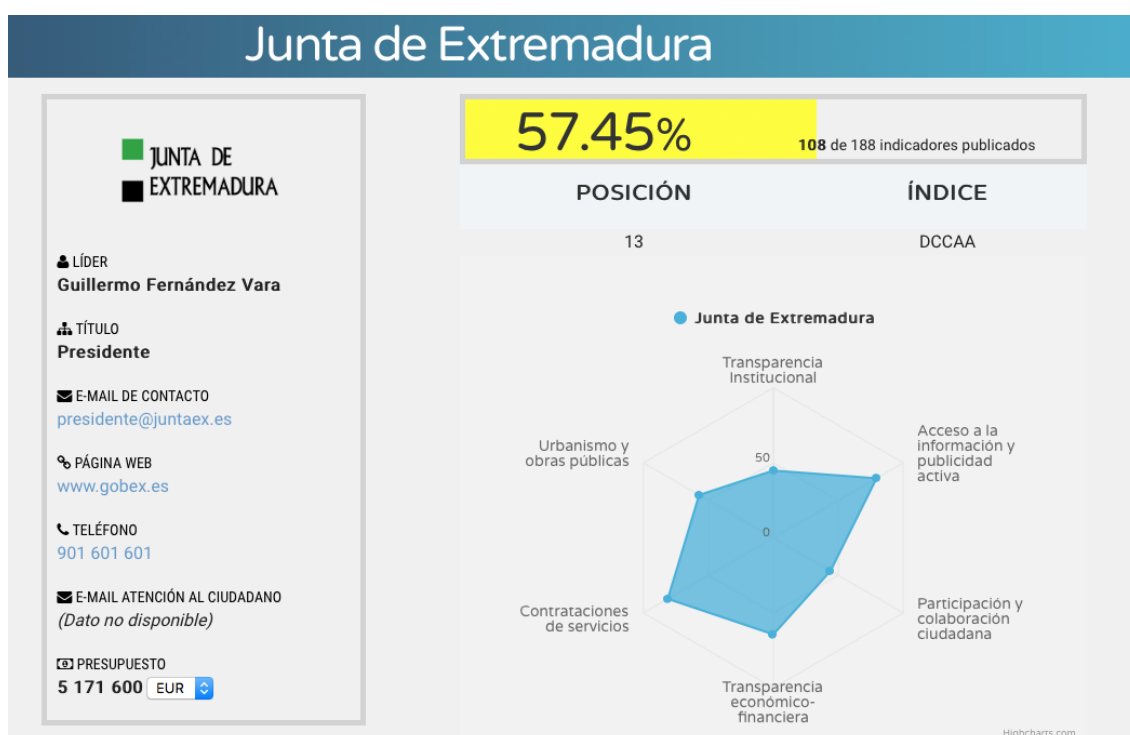 Junta de Extremadura
JUNTA DE
EXTREMADURA
LÍDER
Guillermo Fernández Vara
TÍTULO
Presidente
E-MAIL DE CONTACTO
presidente@juntaex.es
PÁGINA WEB
www.gobex.es
TELÉFONO
901 601 601
E-MAIL ATENCIÓN AL CIUDADANO
(Dato no disponible)
PRESUPUESTO
5 171 600 EUR
57.45%
108 de 188 indicadores publicados
POSICIÓN ÍNDICE
13 DCCAA
Junta de Extremadura
Transparencia
Institucional
Acceso a la
información y
publicidad
activa
Urbanismo y
obras públicas
50
0
Participación y
colaboración
ciudadana
Contrataciones
de servicios
Transparencia
económico-
financiera
Highcharts.com